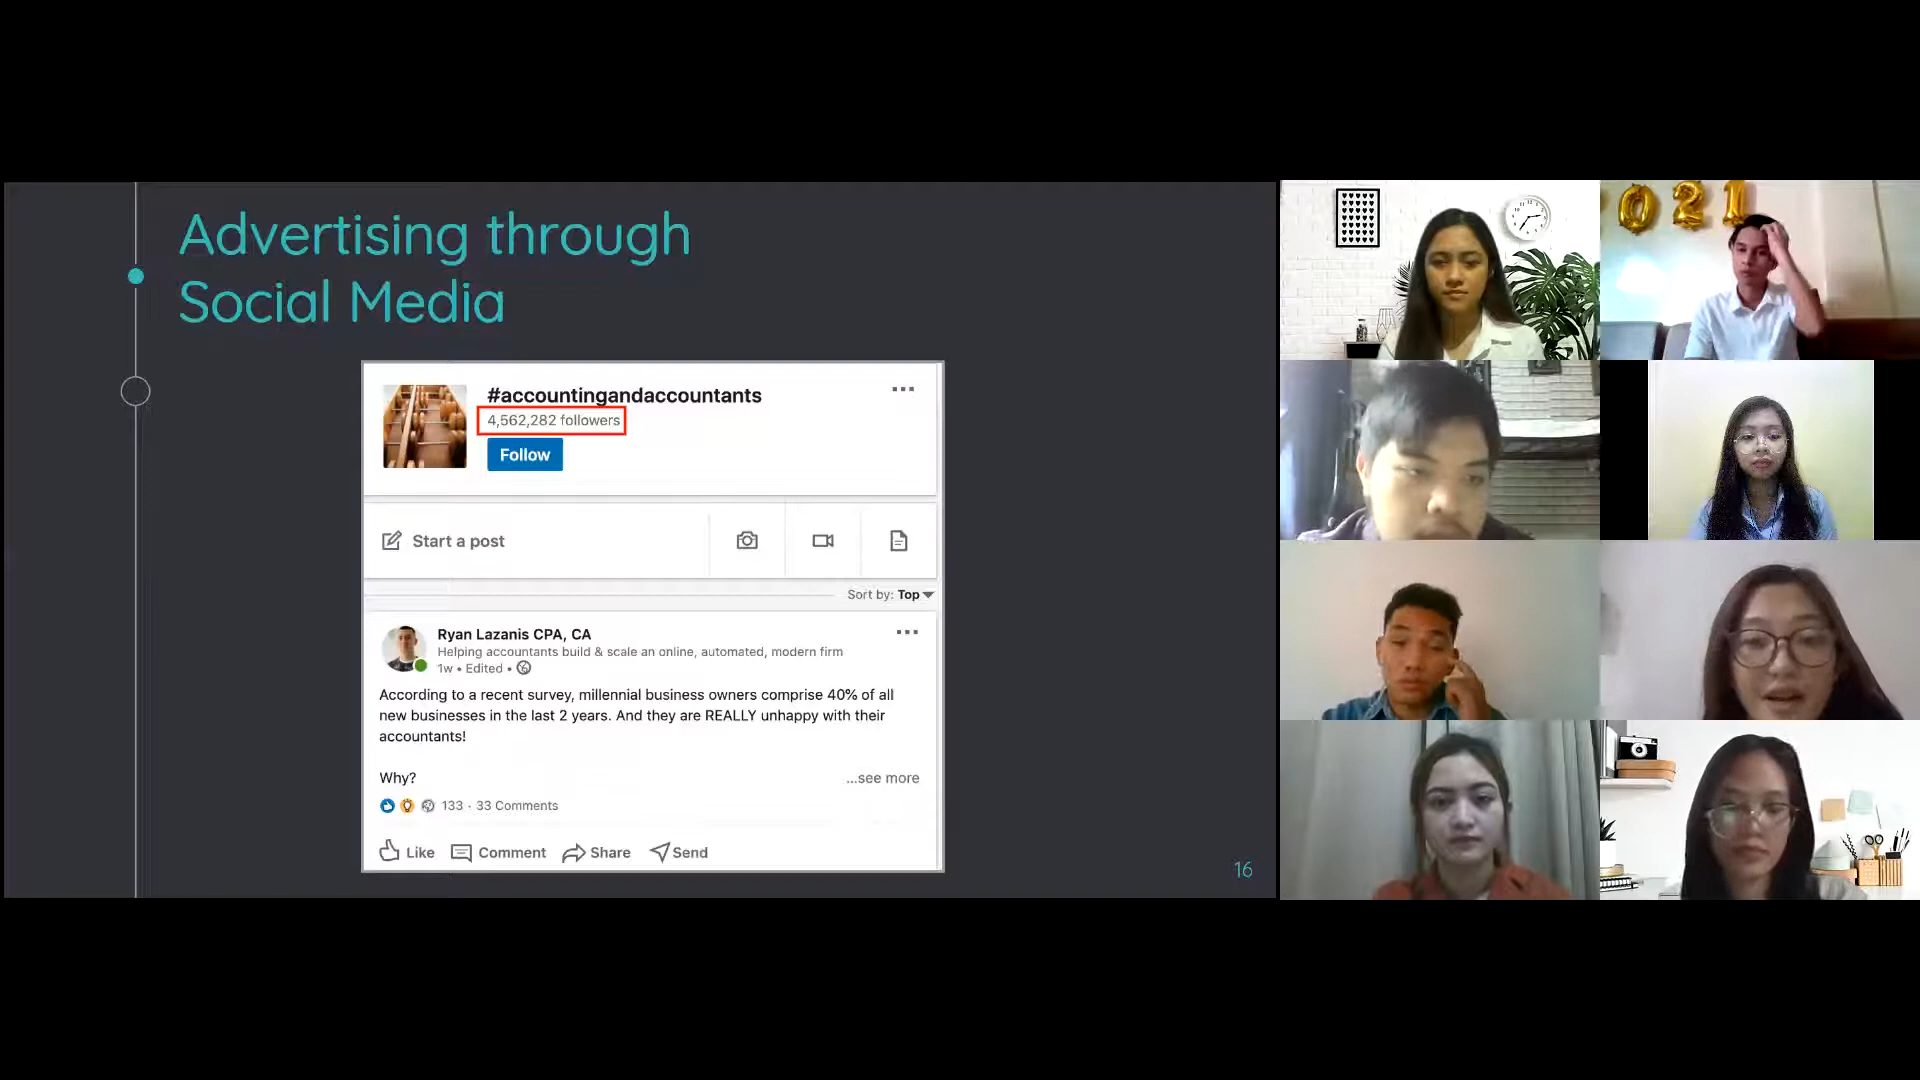 Advertising through
Social Media
#accountingandaccountants
4,562,282 followers
Follow
Start a post
Sort by: Top
Ryan Lazanis CPA, CA
Helping accountants build & scale an online, automated, modern firm
1w • Edited •
According to a recent survey, millennial business owners comprise 40% of all
new businesses in the last 2 years. And they are REALLY unhappy with their
accountants!
Why?
...see more
133 · 33 Comments
Like Comment Share Send
16
021